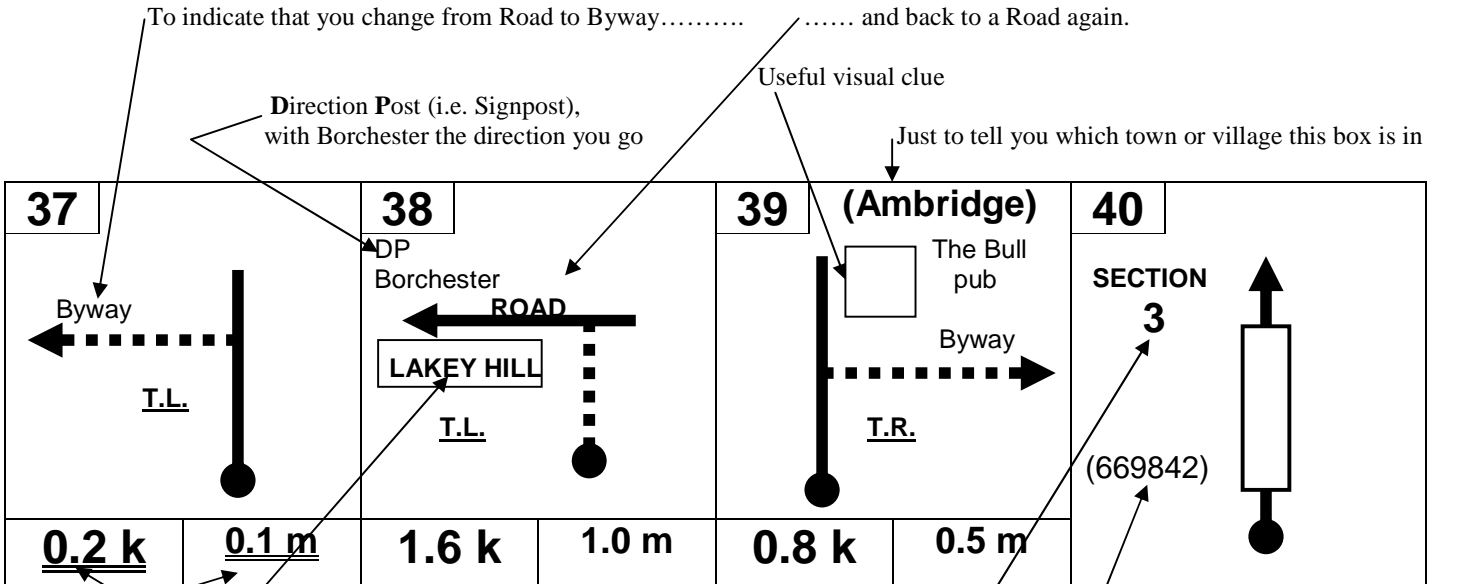 To indicate that you change from Road to Byway……….
…… and back to a Road again.
Useful visual clue
Direction Post (i.e. Signpost),
with Borchester the direction you go
Just to tell you which town or village this box is in
37
Byway
T.L.
0.2 k
0.1 m
38
DP
Borchester
ROAD
LAKEY HILL
T.L.
1.6 k
1.0 m
39
(Ambridge)
The Bull
pub
Byway
T.R.
0.8 k
0.5 m
40
SECTION
3
(669842)